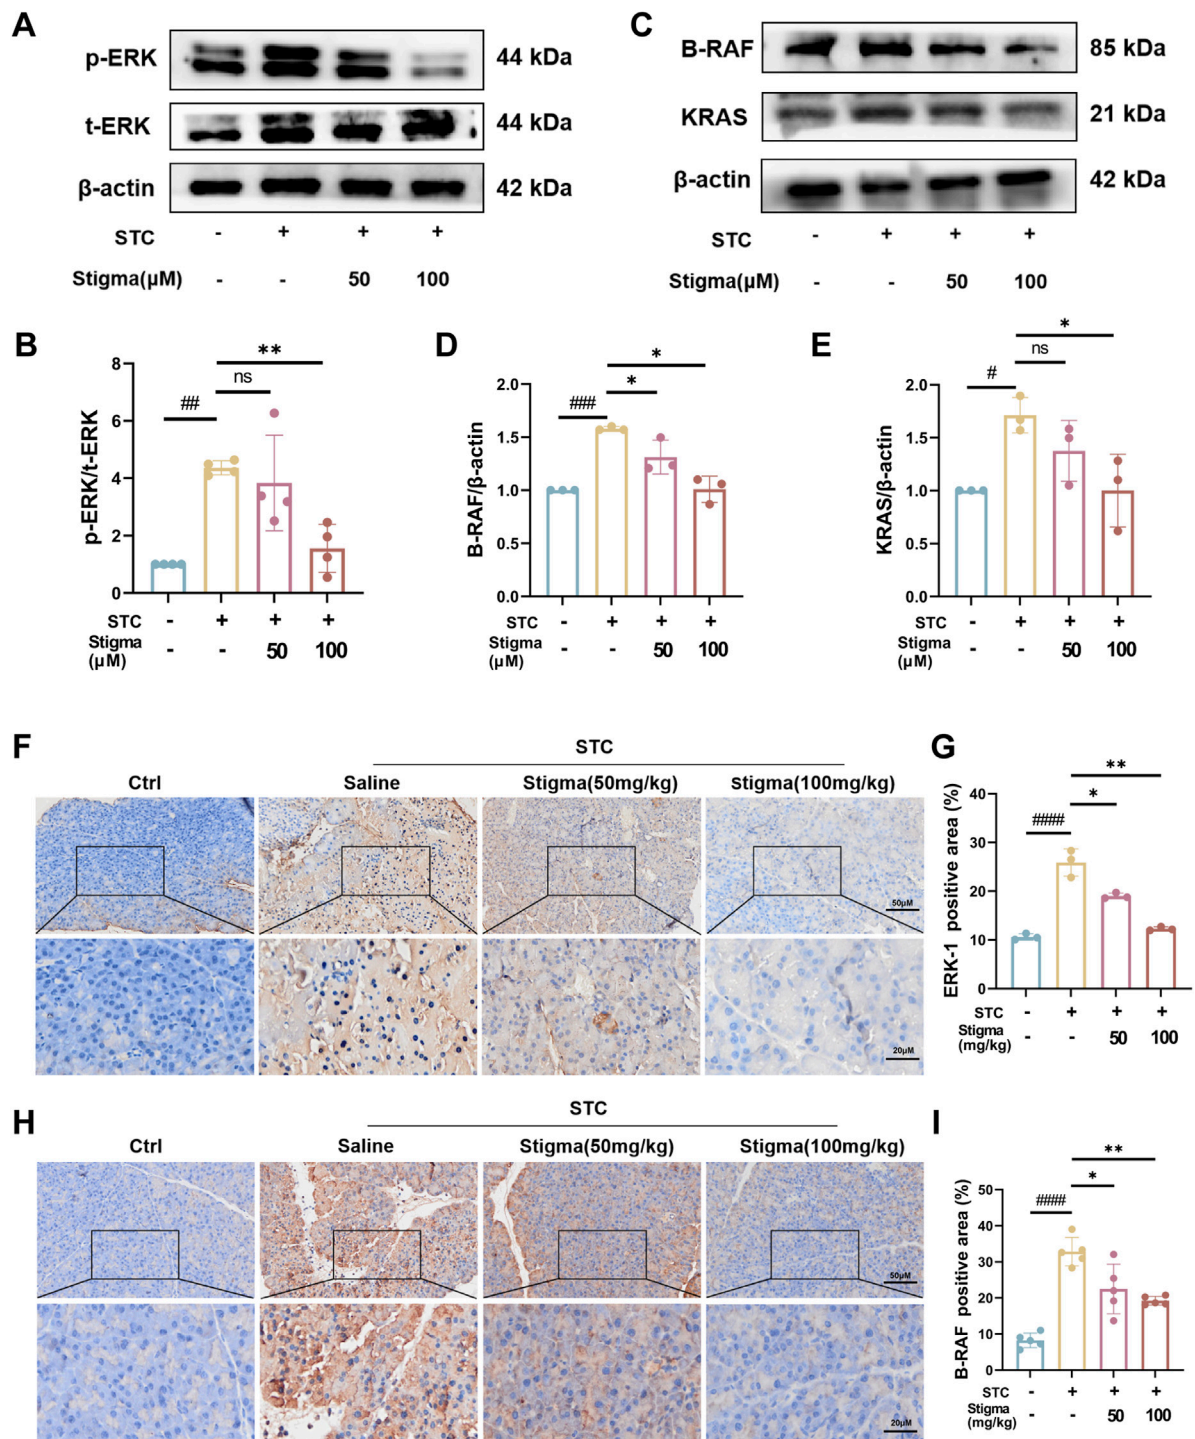 A
p-ERK
44 kDa
t-ERK
44 kDa
β-actin
42 kDa
STC - + + +
Stigma(μM) - - 50 100
C
B-RAF
85 kDa
KRAS
21 kDa
β-actin
42 kDa
STC - + + +
Stigma(μM) - - 50 100
B
**
ns
##
p-ERK/t-ERK
8
6
4
2
0
STC - + + +
Stigma
(μM) - - 50 100
D
*
*
###
B-RAF/β-actin
2.0
1.5
1.0
0.5
0.0
STC - + + +
Stigma
(μM) - - 50 100
E
*
ns
#
KRAS/β-actin
2.0
1.5
1.0
0.5
0.0
STC - + + +
Stigma
(μM) - - 50 100
F
STC
Ctrl
Saline
Stigma(50mg/kg)
Stigma(100mg/kg)
50μM
20μM
G
**
*
####
ERK-1 positive area (%)
40
30
20
10
0
STC - + + +
Stigma
(mg/kg) - - 50 100
H
STC
Ctrl
Saline
Stigma(50mg/kg)
Stigma(100mg/kg)
50μM
20μM
I
**
*
####
B-RAF positive area (%)
50
40
30
20
10
0
STC - + + +
Stigma
(mg/kg) - - 50 100